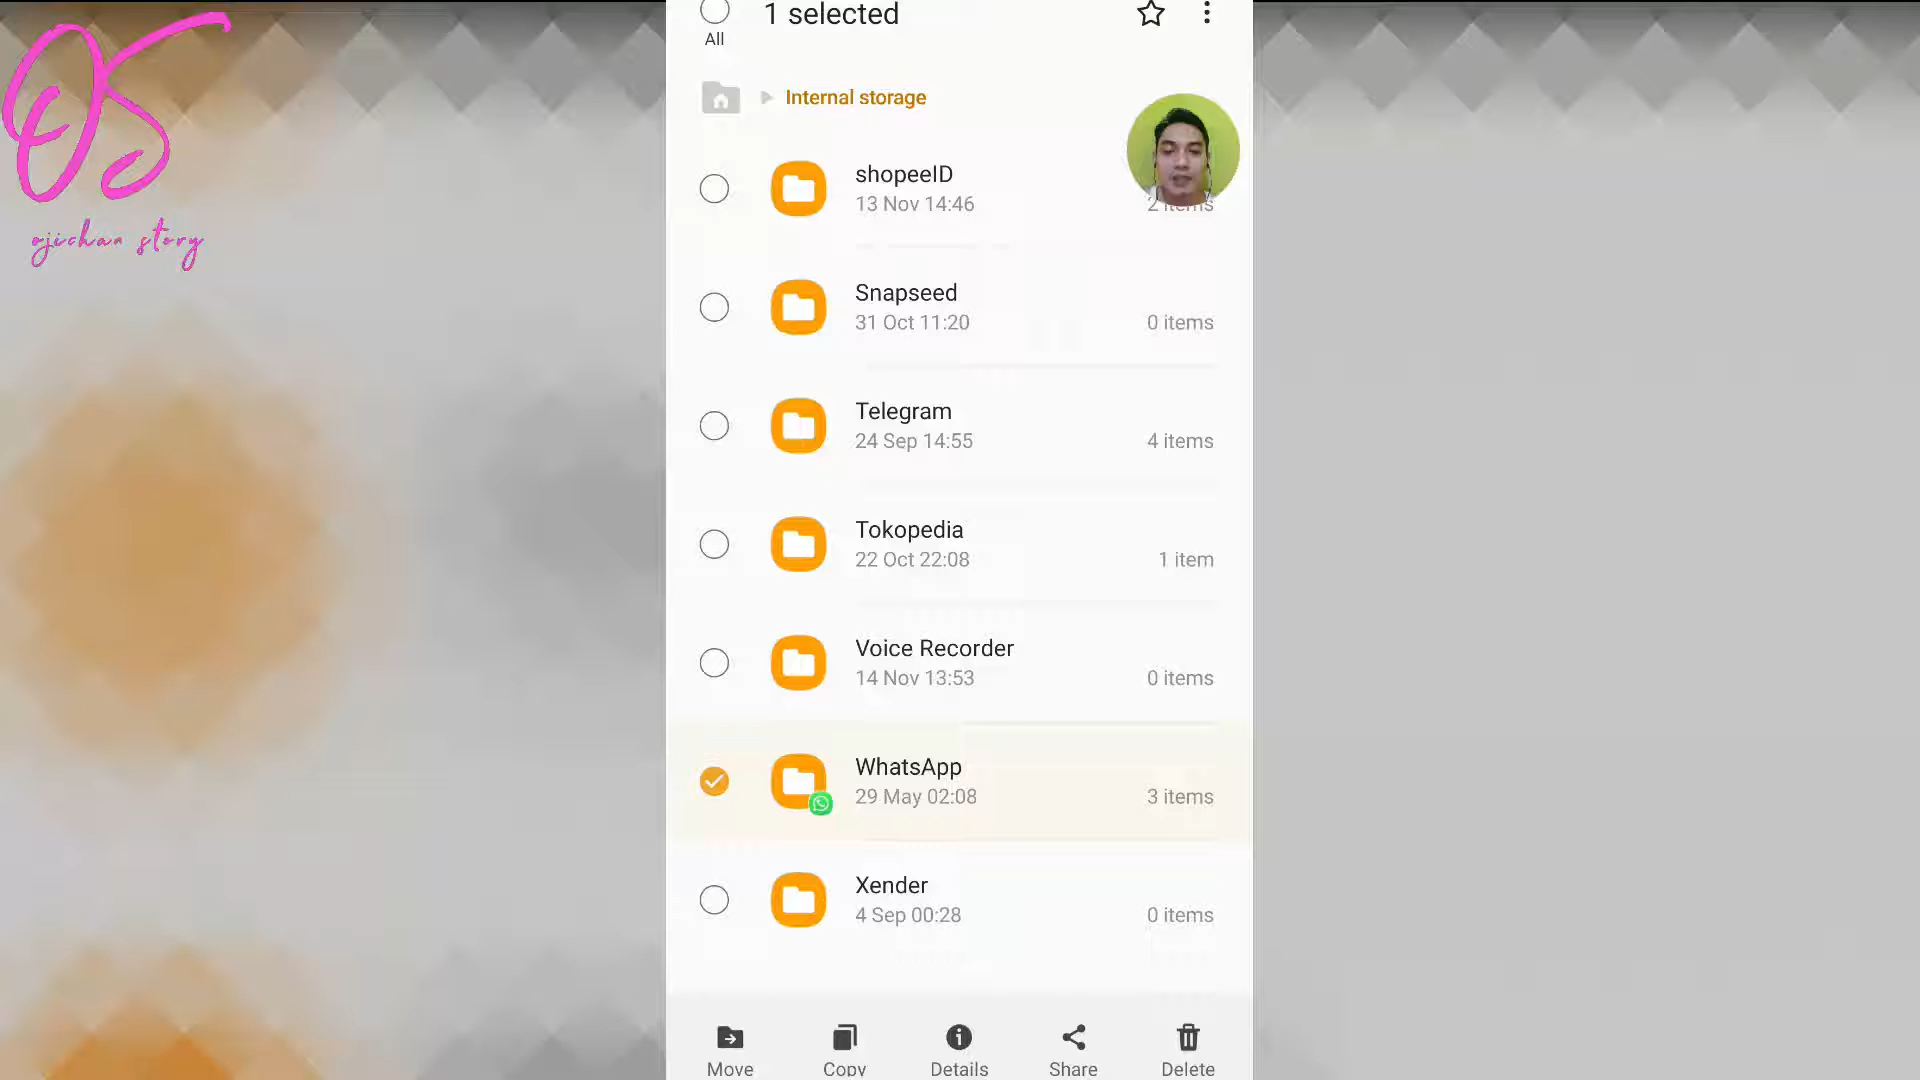 OS
ojichan story
1 selected
All
Internal storage
shopeeID
13 Nov 14:46
2 items
Snapseed
31 Oct 11:20
0 items
Telegram
24 Sep 14:55
4 items
Tokopedia
22 Oct 22:08
1 item
Voice Recorder
14 Nov 13:53
0 items
WhatsApp
29 May 02:08
3 items
Xender
4 Sep 00:28
0 items
Move
Copy
Details
Share
Delete